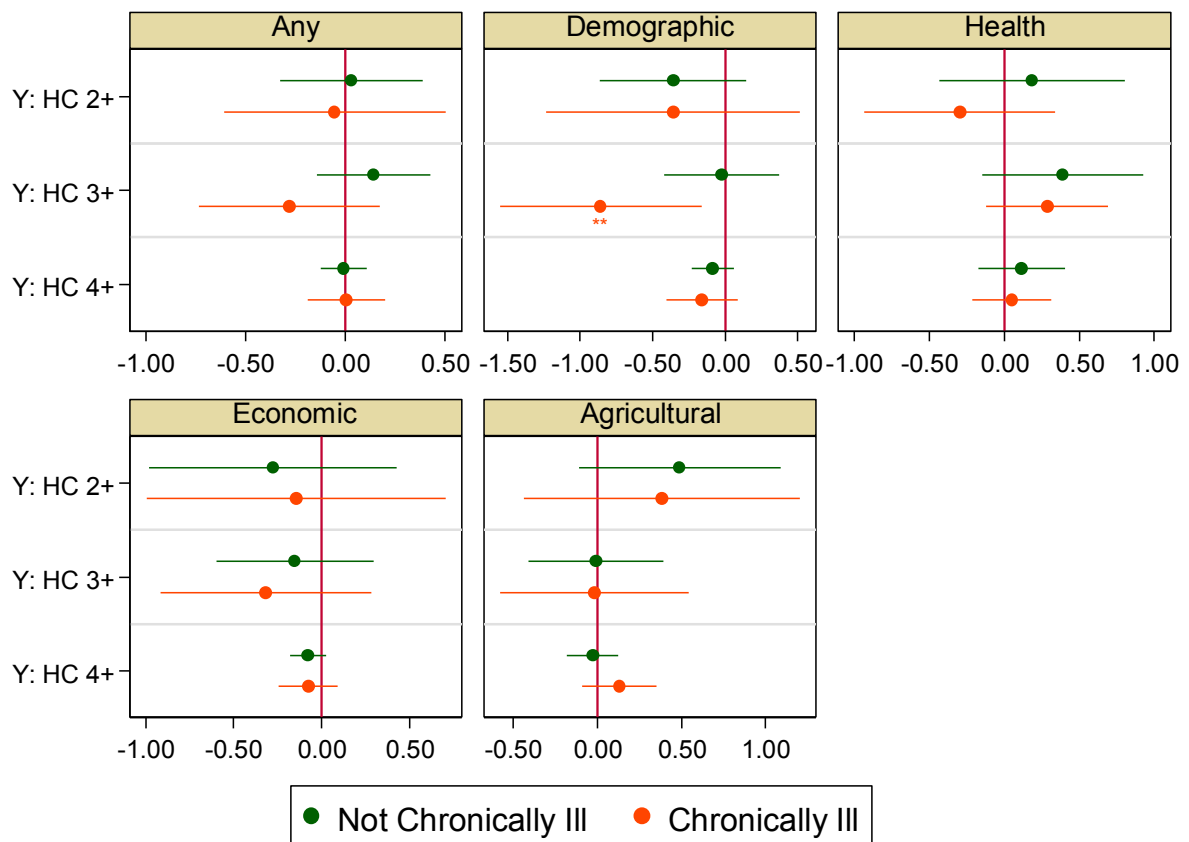 Any Demographic Health
Y: HC 2+
Y: HC 3+
**
Y: HC 4+
-1.00 -0.50 0.00 0.50 -1.50 -1.00 -0.50 0.00 0.50 -1.00 -0.50 0.00 0.50 1.00
Economic Agricultural
Y: HC 2+
Y: HC 3+
Y: HC 4+
-1.00 -0.50 0.00 0.50 -0.50 0.00 0.50 1.00
Not Chronically Ill Chronically Ill